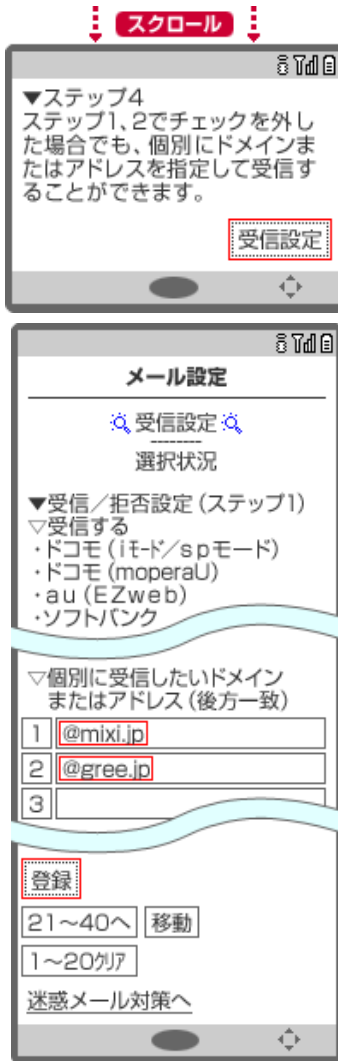 スクロール
▼ステップ4
ステップ1、2でチェックを外し
た場合でも、個別にドメインま
たはアドレスを指定して受信す
ることができます。
受信設定
メール設定
受信設定
--------
選択状況
▼受信／拒否設定（ステップ1）
▽受信する
・ドコモ（iﾓｰﾄﾞ／spモード）
・ドコモ（moperaU）
・au（EZweb）
・ソフトバンク
▽個別に受信したいドメイン
またはアドレス（後方一致）
1 @mixi.jp
2 @gree.jp
3
登録
21～40へ 移動
1～20ｸﾘｱ
迷惑メール対策へ